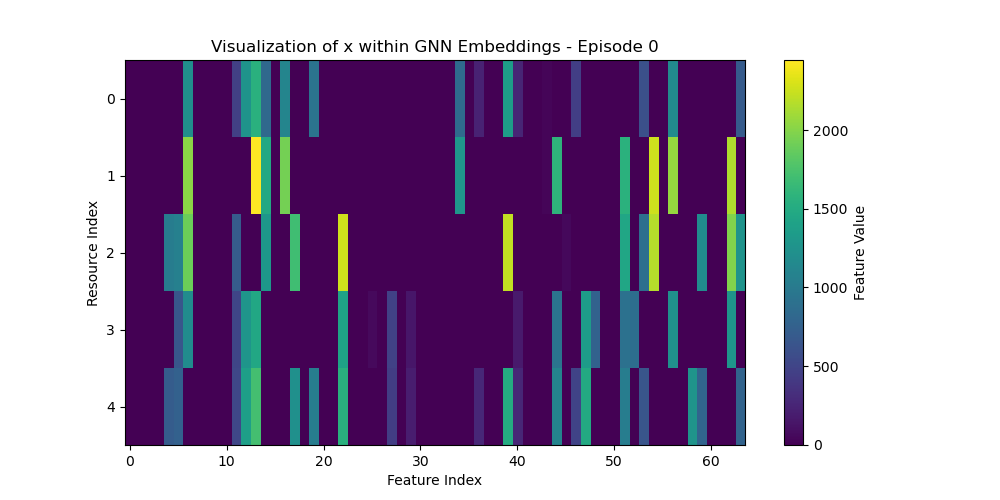 Visualization of x within GNN Embeddings - Episode 0
Resource Index
0
1
2
3
4
0 10 20 30 40 50 60
Feature Index
2000
1500
1000
500
0
Feature Value